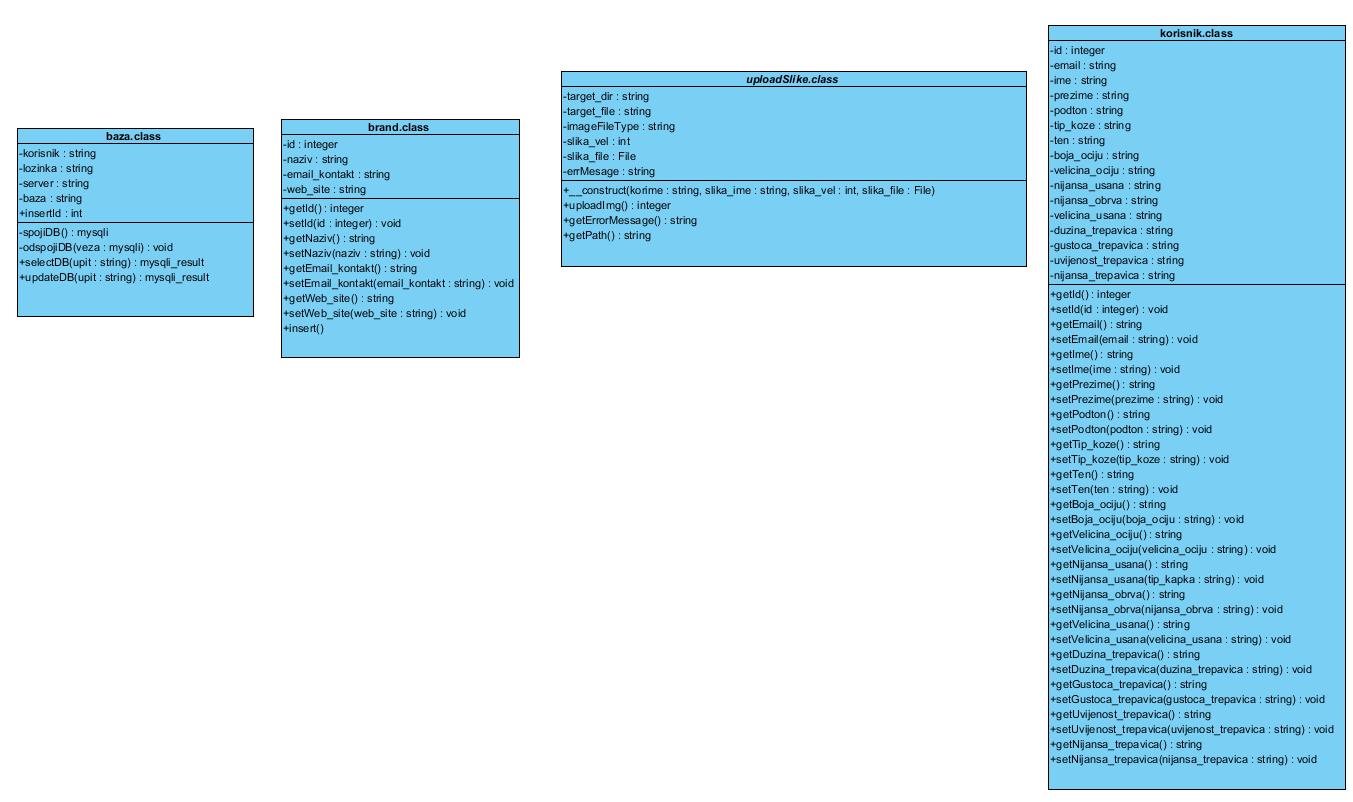 baza.class
-korisnik : string
-lozinka : string
-server : string
-baza : string
+insertId : int
-spojiDB() : mysqli
-odspojiDB(veza : mysqli) : void
+selectDB(upit : string) : mysqli_result
+updateDB(upit : string) : mysqli_result
brand.class
-id : integer
-naziv : string
-email_kontakt : string
-web_site : string
+getId() : integer
+setId(id : integer) : void
+getNaziv() : string
+setNaziv(naziv : string) : void
+getEmail_kontakt() : string
+setEmail_kontakt(email_kontakt : string) : void
+getWeb_site() : string
+setWeb_site(web_site : string) : void
+insert()
uploadSlike.class
-target_dir : string
-target_file : string
-imageFileType : string
-slika_vel : int
-slika_file : File
-errMesage : string
+__construct(korime : string, slika_ime : string, slika_vel : int, slika_file : File)
+uploadImg() : integer
+getErrorMessage() : string
+getPath() : string
korisnik.class
-id : integer
-email : string
-ime : string
-prezime : string
-podton : string
-tip_koze : string
-ten : string
-boja_ociju : string
-velicina_ociju : string
-nijansa_usana : string
-nijansa_obrva : string
-velicina_usana : string
-duzina_trepavica : string
-gustoca_trepavica : string
-uvijenost_trepavica : string
-nijansa_trepavica : string
+getId() : integer
+setId(id : integer) : void
+getEmail() : string
+setEmail(email : string) : void
+getIme() : string
+setIme(ime : string) : void
+getPrezime() : string
+setPrezime(prezime : string) : void
+getPodton() : string
+setPodton(podton : string) : void
+getTip_koze() : string
+setTip_koze(tip_koze : string) : void
+getTen() : string
+setTen(ten : string) : void
+getBoja_ociju() : string
+setBoja_ociju(boja_ociju : string) : void
+getVelicina_ociju() : string
+setVelicina_ociju(velicina_ociju : string) : void
+getNijansa_usana() : string
+setNijansa_usana(tip_kapka : string) : void
+getNijansa_obrva() : string
+setNijansa_obrva(nijansa_obrva : string) : void
+getVelicina_usana() : string
+setVelicina_usana(velicina_usana : string) : void
+getDuzina_trepavica() : string
+setDuzina_trepavica(duzina_trepavica : string) : void
+getGustoca_trepavica() : string
+setGustoca_trepavica(gustoca_trepavica : string) : void
+getUvijenost_trepavica() : string
+setUvijenost_trepavica(uvijenost_trepavica : string) : void
+getNijansa_trepavica() : string
+setNijansa_trepavica(nijansa_trepavica : string) : void